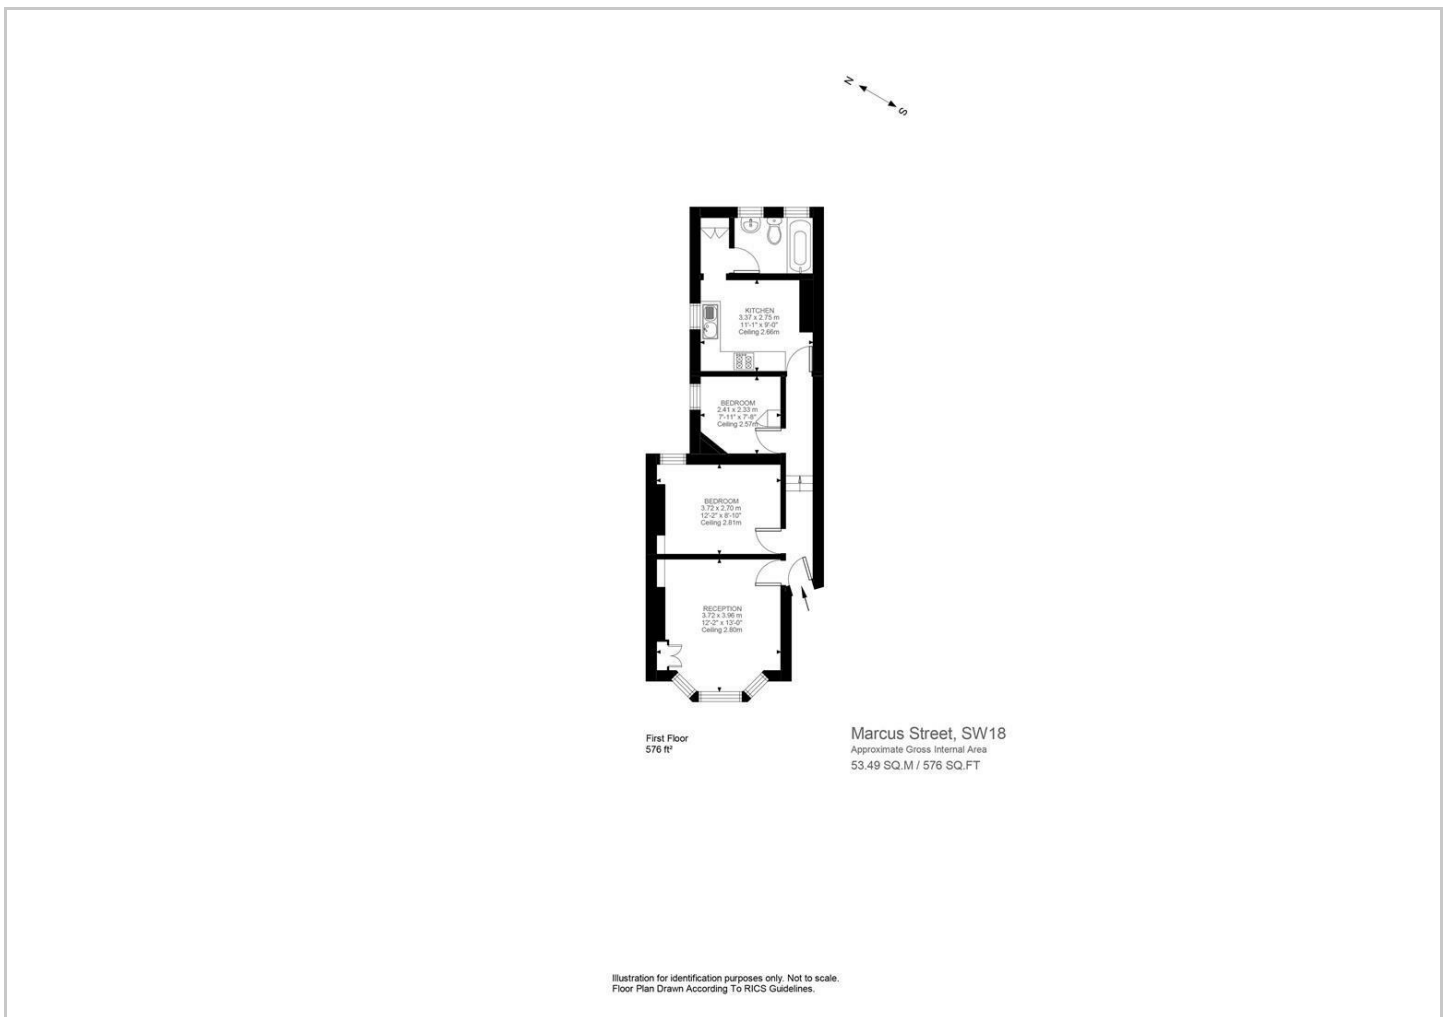 N
S
KITCHEN
3.37 x 2.75 m
11'-1" x 9'-0"
Ceiling 2.66m
BEDROOM
2.41 x 2.33 m
7'-11" x 7'-8"
Ceiling 2.57m
BEDROOM
3.72 x 2.70 m
12'-2" x 8'-10"
Ceiling 2.81m
RECEPTION
3.72 x 3.96 m
12'-2" x 13'-0"
Ceiling 2.80m
First Floor
576 ft²
Marcus Street, SW18
Approximate Gross Internal Area
53.49 SQ.M / 576 SQ.FT
Illustration for identification purposes only. Not to scale.
Floor Plan Drawn According To RICS Guidelines.